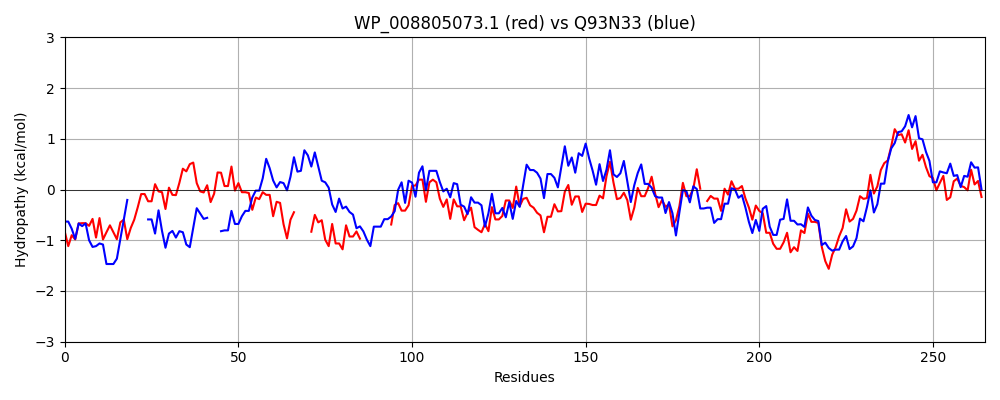 WP_008805073.1 (red) vs Q93N33 (blue)
Hydropathy (kcal/mol)
3
2
1
0
−1
−2
−3
0 50 100 150 200 250
Residues